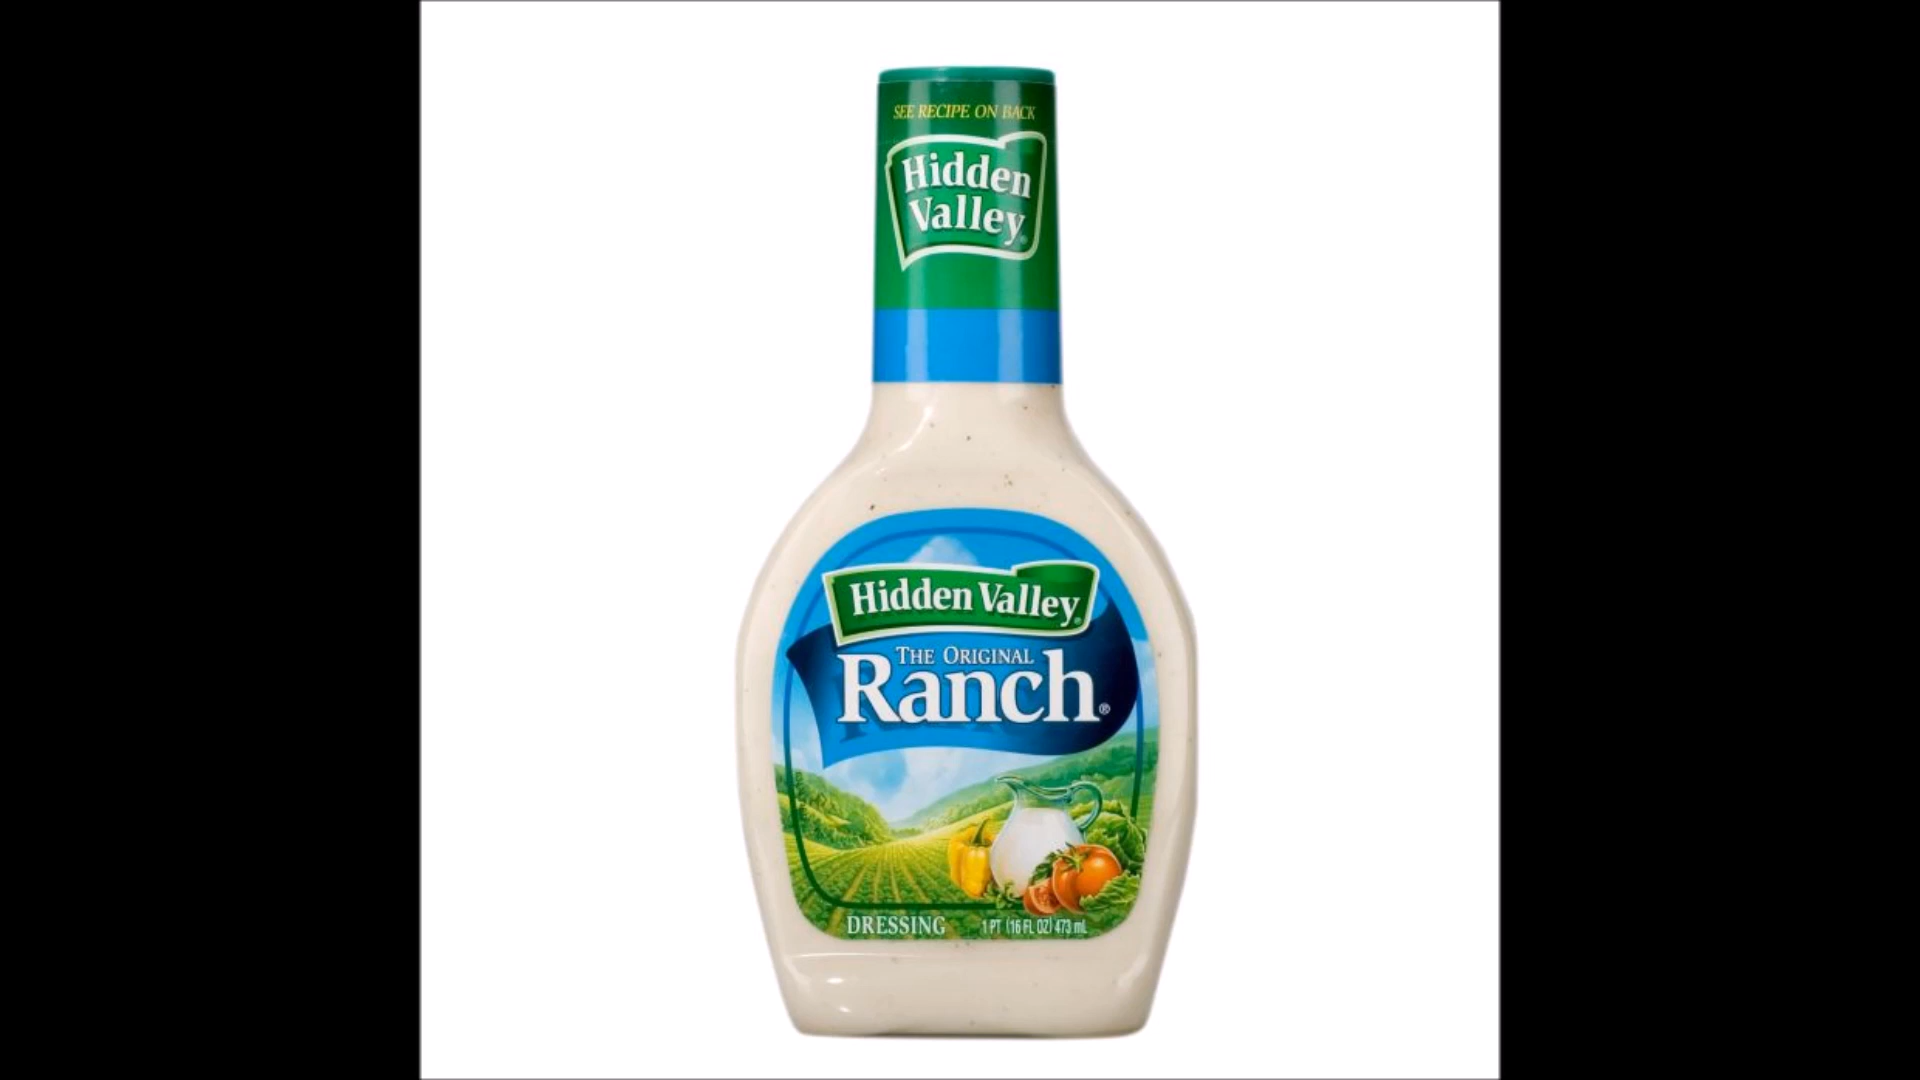 SEE RECIPE ON BACK
Hidden
Valley®
Hidden Valley®
THE ORIGINAL
Ranch®
DRESSING 1 PT (16 FL OZ) 473 mL